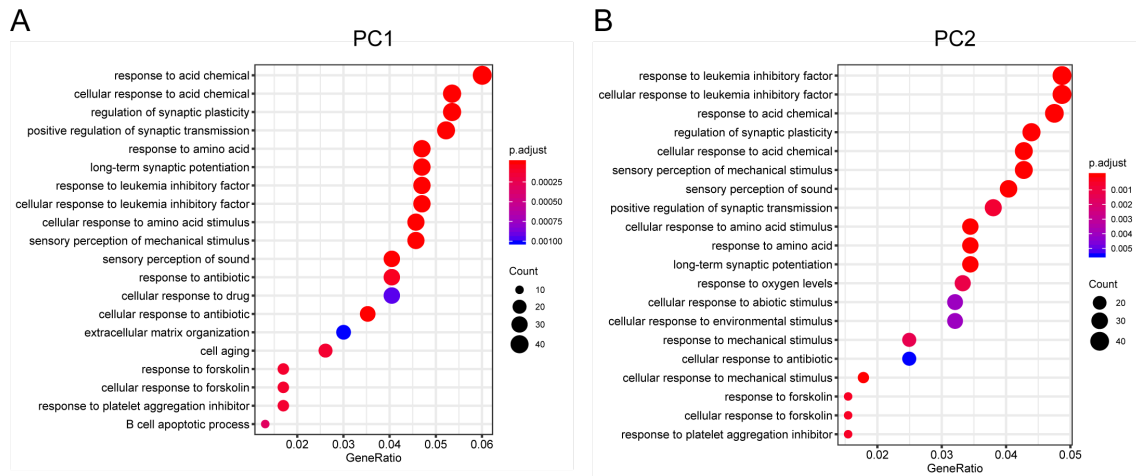 A
PC1
response to acid chemical
cellular response to acid chemical
regulation of synaptic plasticity
positive regulation of synaptic transmission
response to amino acid
long-term synaptic potentiation
response to leukemia inhibitory factor
cellular response to leukemia inhibitory factor
cellular response to amino acid stimulus
sensory perception of mechanical stimulus
sensory perception of sound
response to antibiotic
cellular response to drug
cellular response to antibiotic
extracellular matrix organization
cell aging
response to forskolin
cellular response to forskolin
response to platelet aggregation inhibitor
B cell apoptotic process
0.02 0.03 0.04 0.05 0.06
GeneRatio
p.adjust
0.00025
0.00050
0.00075
0.00100
Count
10
20
30
40
B
PC2
response to leukemia inhibitory factor
cellular response to leukemia inhibitory factor
response to acid chemical
regulation of synaptic plasticity
cellular response to acid chemical
sensory perception of mechanical stimulus
sensory perception of sound
positive regulation of synaptic transmission
cellular response to amino acid stimulus
response to amino acid
long-term synaptic potentiation
response to oxygen levels
cellular response to abiotic stimulus
cellular response to environmental stimulus
response to mechanical stimulus
cellular response to antibiotic
cellular response to mechanical stimulus
response to forskolin
cellular response to forskolin
response to platelet aggregation inhibitor
0.02 0.03 0.04 0.05
GeneRatio
p.adjust
0.001
0.002
0.003
0.004
0.005
Count
20
30
40